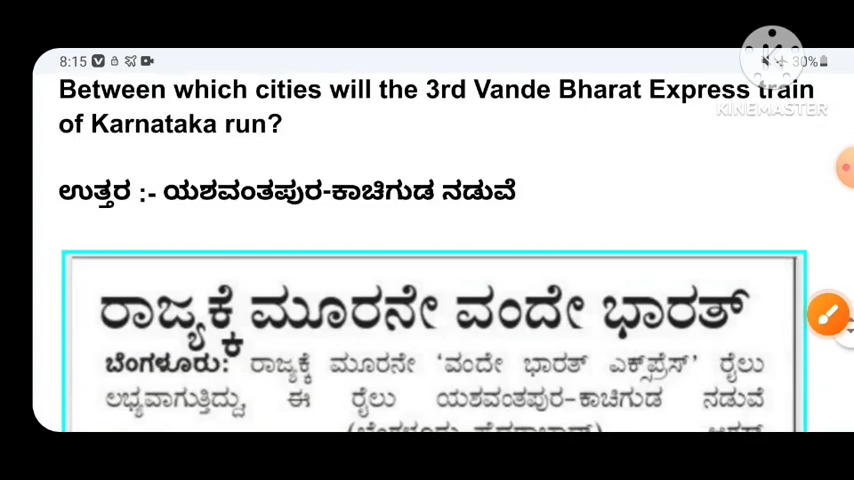 8:15
30%
KINEMASTER
Between which cities will the 3rd Vande Bharat Express train
of Karnataka run?
ಉತ್ತರ :- ಯಶವಂತಪುರ-ಕಾಚಿಗುಡ ನಡುವೆ
ರಾಜ್ಯಕ್ಕೆ ಮೂರನೇ ವಂದೇ ಭಾರತ್
ಬೆಂಗಳೂರು: ರಾಜ್ಯಕ್ಕೆ ಮೂರನೇ 'ವಂದೇ ಭಾರತ್ ಎಕ್ಸ್‌ಪ್ರೆಸ್' ರೈಲು
ಲಭ್ಯವಾಗುತ್ತಿದ್ದು, ಈ ರೈಲು ಯಶವಂತಪುರ-ಕಾಚಿಗುಡ ನಡುವೆ